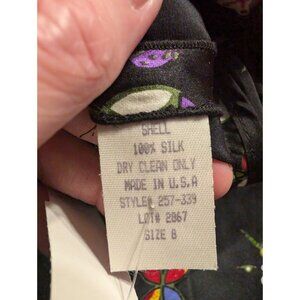 SHELL
100% SILK
DRY CLEAN ONLY
MADE IN U.S.A
STYLE# 257-339
LOT# 2867
SIZE 8